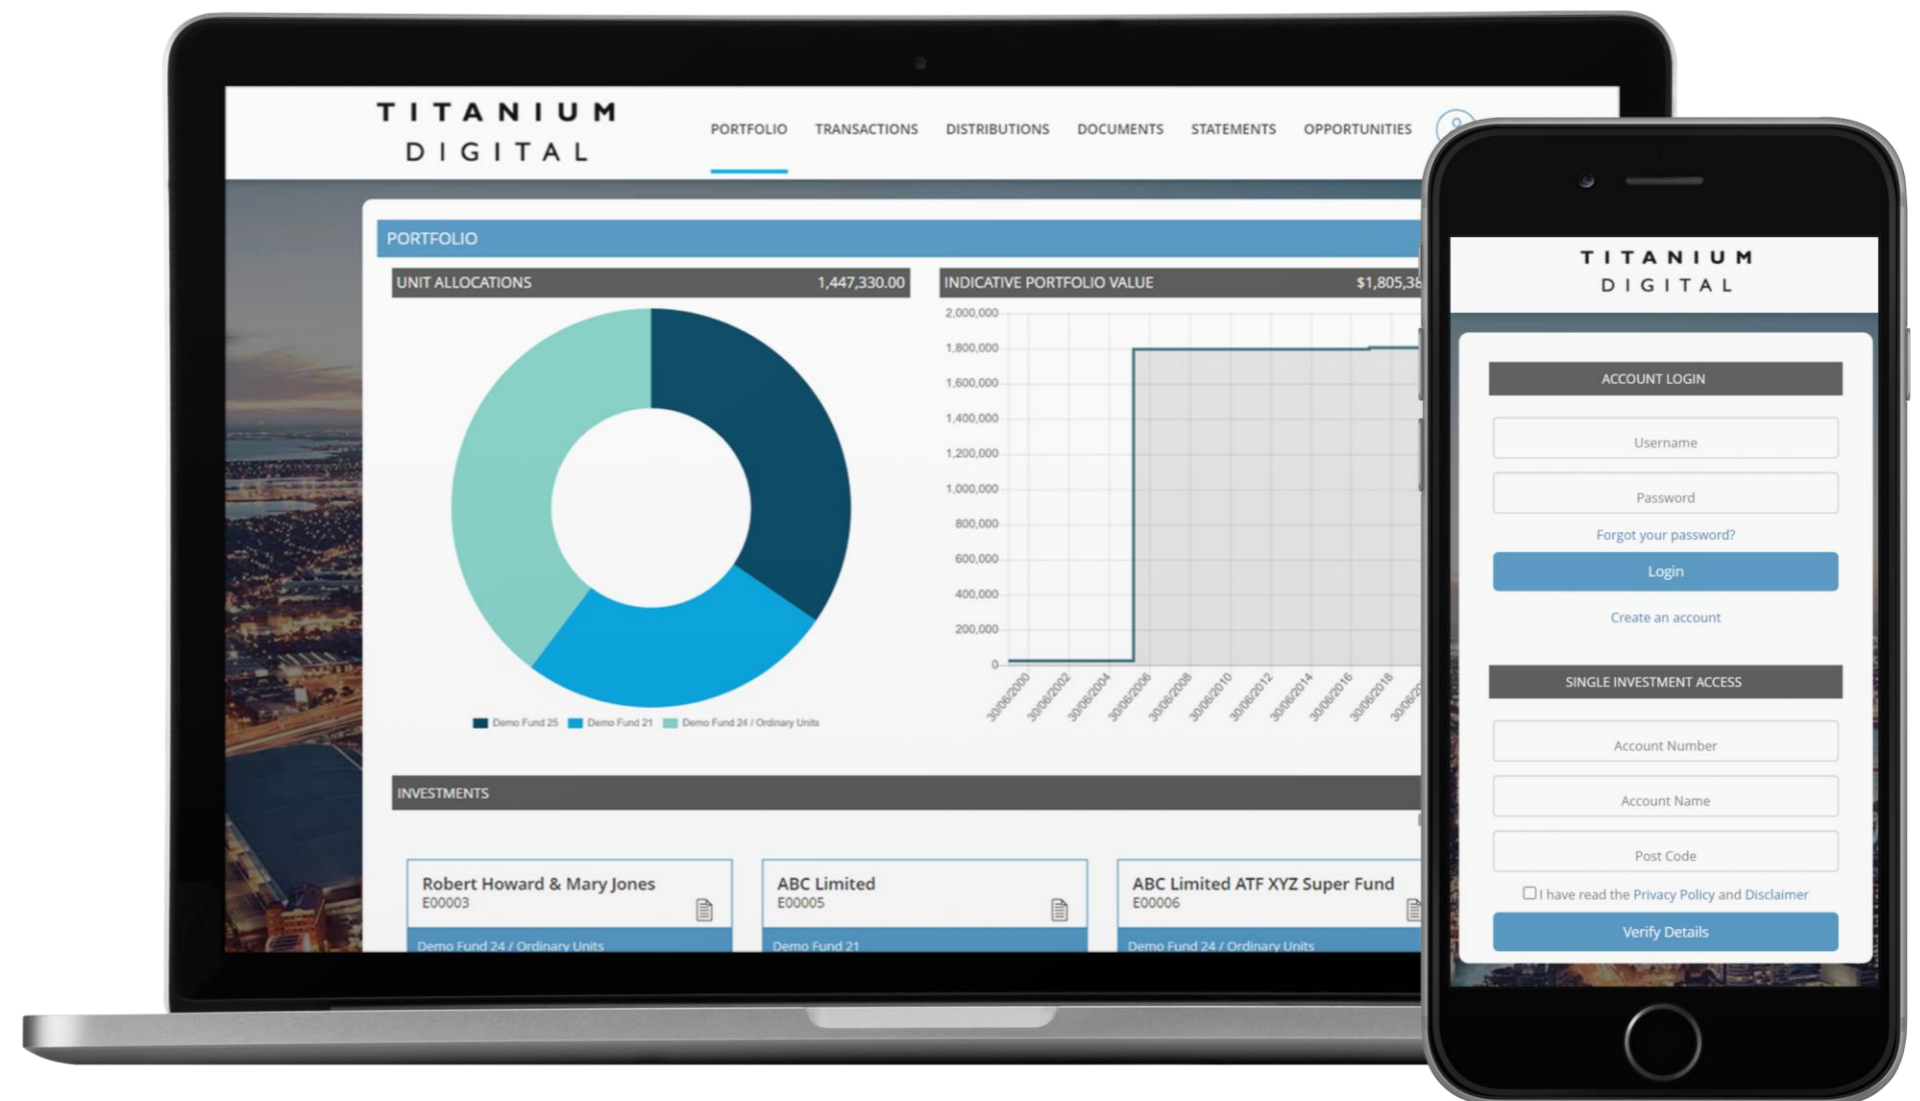 TITANIUM
DIGITAL
PORTFOLIO TRANSACTIONS DISTRIBUTIONS DOCUMENTS STATEMENTS OPPORTUNITIES
PORTFOLIO
UNIT ALLOCATIONS 1,447,330.00
Demo Fund 25 Demo Fund 21 Demo Fund 24 / Ordinary Units
INDICATIVE PORTFOLIO VALUE $1,805,38
2,000,000
1,800,000
1,600,000
1,400,000
1,200,000
1,000,000
800,000
600,000
400,000
200,000
0
30/06/2000 30/06/2002 30/06/2004 30/06/2006 30/06/2008 30/06/2010 30/06/2012 30/06/2014 30/06/2016 30/06/2018
INVESTMENTS
Robert Howard & Mary Jones
E00003
Demo Fund 24 / Ordinary Units
ABC Limited
E00005
Demo Fund 21
ABC Limited ATF XYZ Super Fund
E00006
Demo Fund 24 / Ordinary Units
TITANIUM
DIGITAL
ACCOUNT LOGIN
Username
Password
Forgot your password?
Login
Create an account
SINGLE INVESTMENT ACCESS
Account Number
Account Name
Post Code
I have read the Privacy Policy and Disclaimer
Verify Details